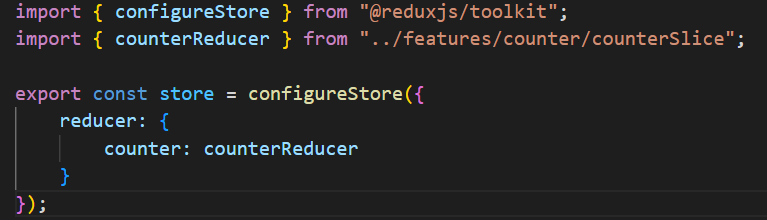 import { configureStore } from "@reduxjs/toolkit";
import { counterReducer } from "../features/counter/counterSlice";

export const store = configureStore({
    reducer: {
        counter: counterReducer
    }
});